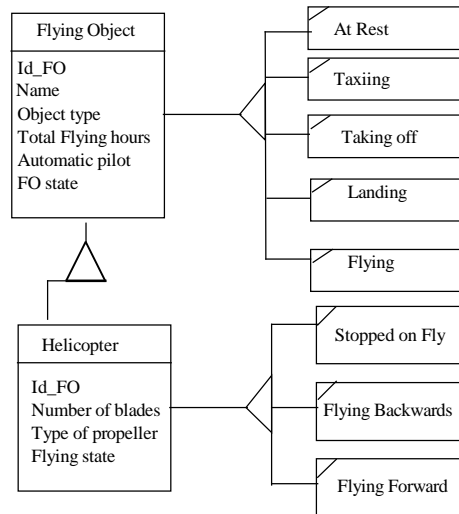 Flying Object
Id_FO
Name
Object type
Total Flying hours
Automatic pilot
FO state
At Rest
Taxiing
Taking off
Landing
Flying
Helicopter
Id_FO
Number of blades
Type of propeller
Flying state
Stopped on Fly
Flying Backwards
Flying Forward